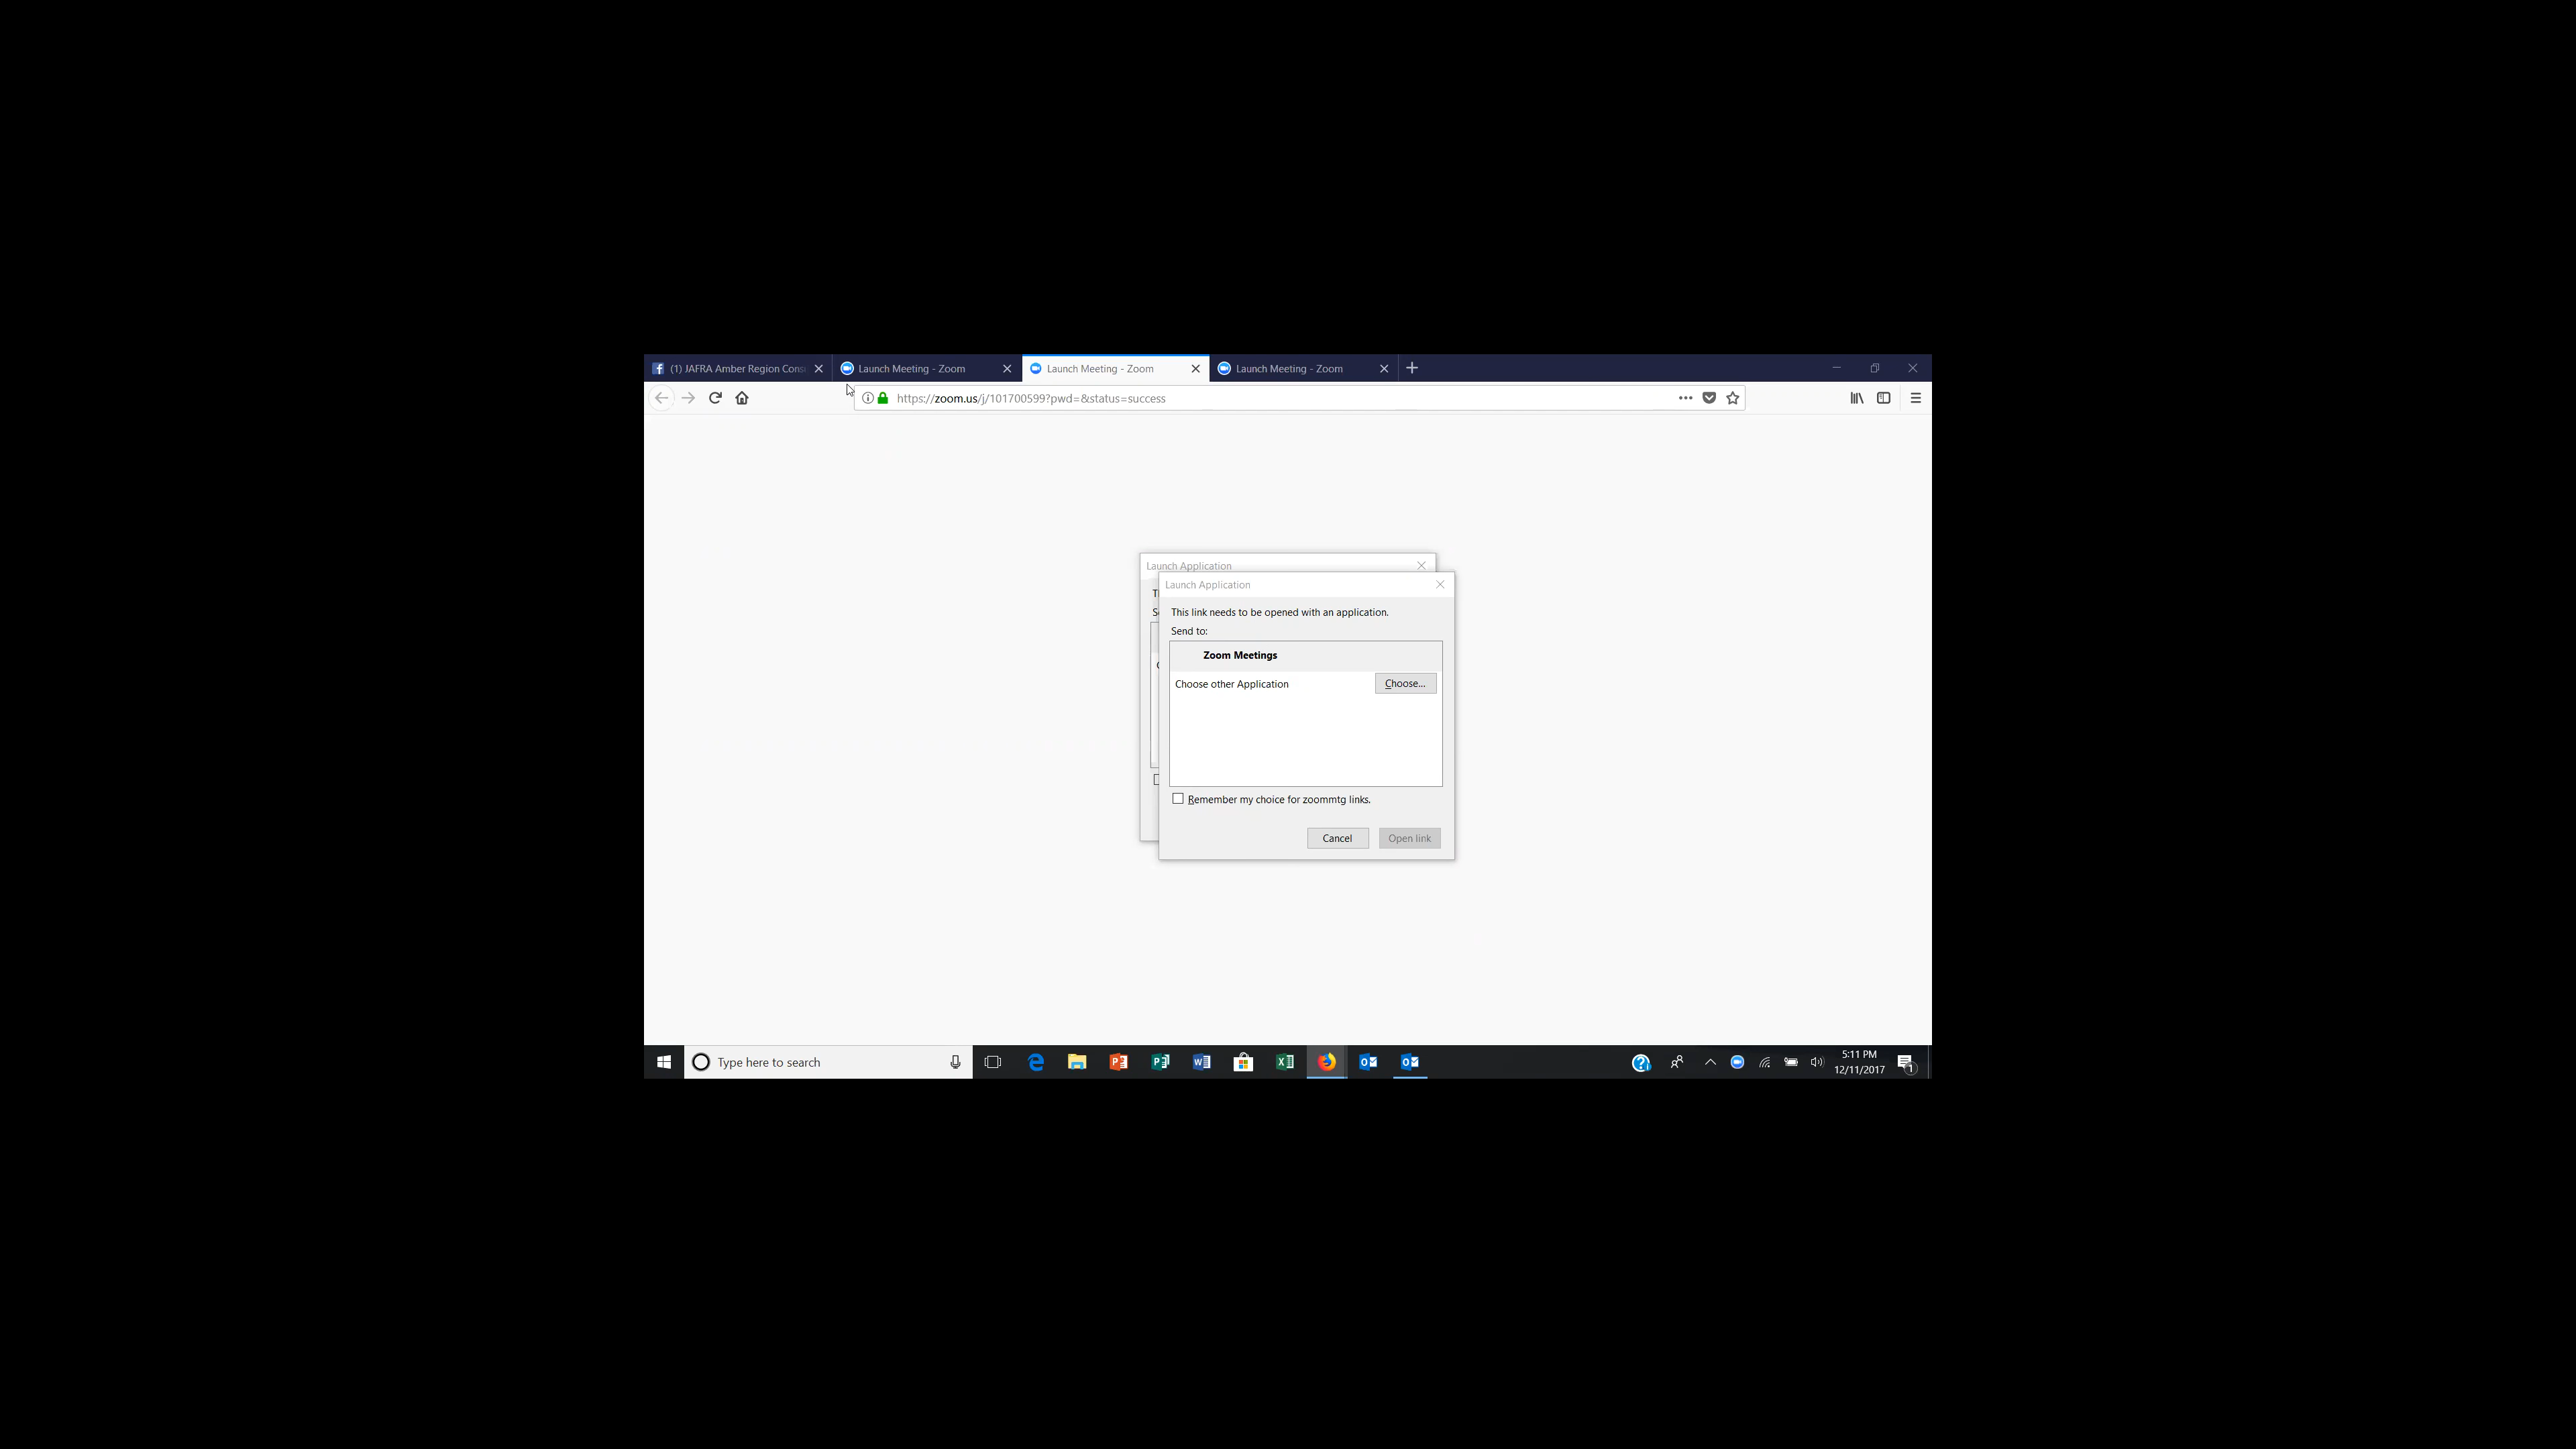 (1) JAFRA Amber Region Cons
Launch Meeting - Zoom
Launch Meeting - Zoom
Launch Meeting - Zoom
https://zoom.us/j/101700599?pwd=&status=success
Launch Application
Launch Application
This link needs to be opened with an application.
Send to:
Zoom Meetings
Choose other Application
Choose...
Remember my choice for zoommtg links.
Cancel
Open link
Type here to search
5:11 PM
12/11/2017
1